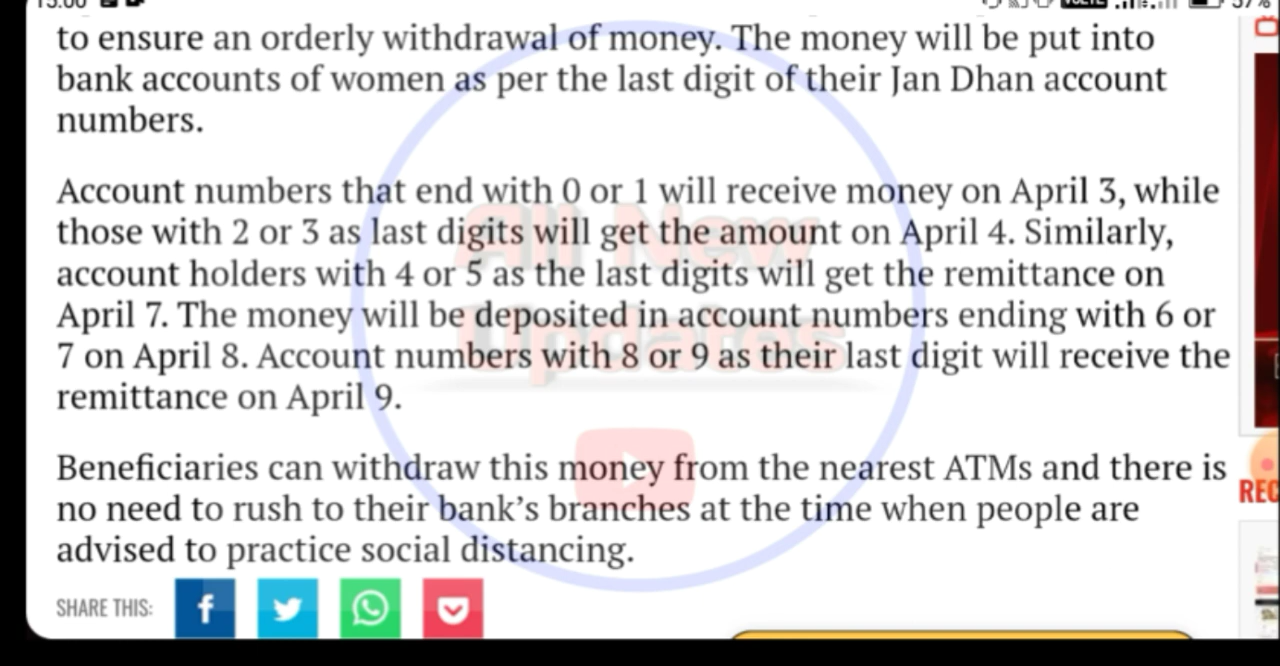 to ensure an orderly withdrawal of money. The money will be put into
bank accounts of women as per the last digit of their Jan Dhan account
numbers.
Account numbers that end with 0 or 1 will receive money on April 3, while
those with 2 or 3 as last digits will get the amount on April 4. Similarly,
account holders with 4 or 5 as the last digits will get the remittance on
April 7. The money will be deposited in account numbers ending with 6 or
7 on April 8. Account numbers with 8 or 9 as their last digit will receive the
remittance on April 9.
Beneficiaries can withdraw this money from the nearest ATMs and there is
no need to rush to their bank’s branches at the time when people are
advised to practice social distancing.
SHARE THIS:
All New
Updates
REC